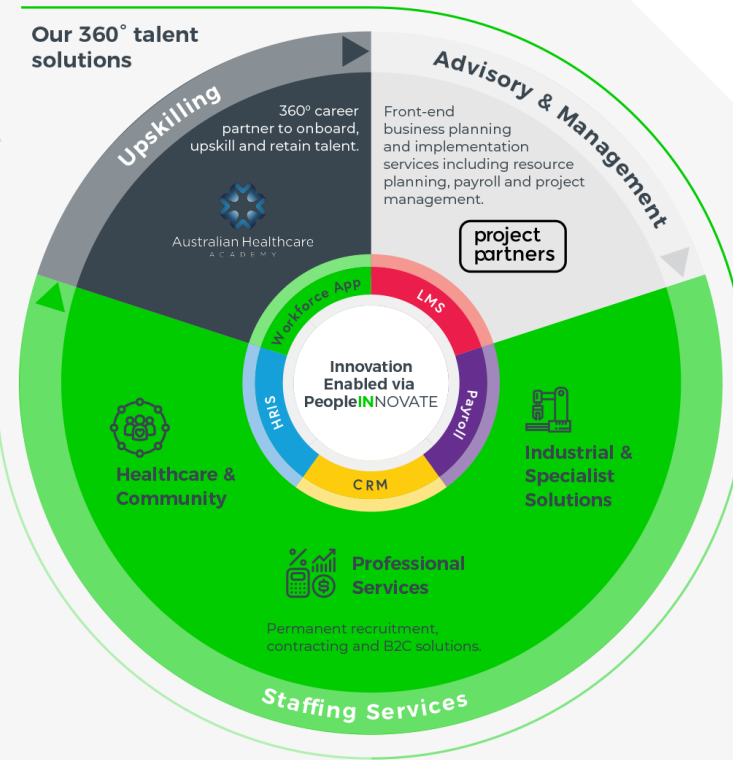 Our 360° talent
solutions
Upskilling
360º career
partner to onboard,
upskill and retain talent.
Australian Healthcare
ACADEMY
Advisory & Management
Front-end
business planning
and implementation
services including resource
planning, payroll and project
management.
project
partners
Workforce App
LMS
Payroll
CRM
HRIS
Innovation
Enabled via
PeopleINNOVATE
Healthcare &
Community
Industrial &
Specialist
Solutions
Professional
Services
Permanent recruitment,
contracting and B2C solutions.
Staffing Services